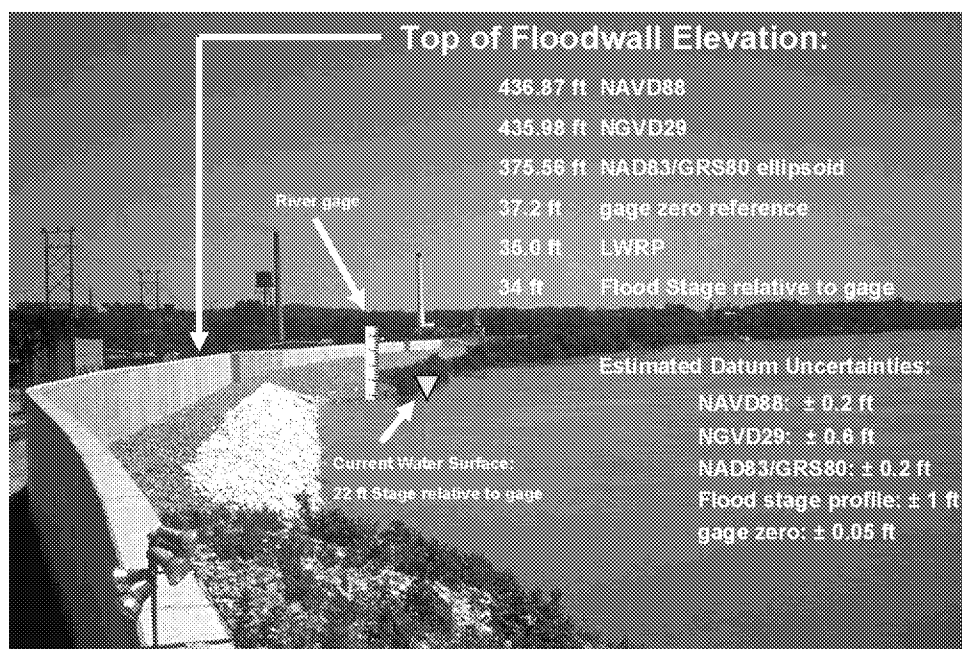 Top of Floodwall Elevation:
436.87 ft NAVD88
435.98 ft NGVD29
375.56 ft NAD83/GRS80 ellipsoid
37.2 ft gage zero reference
36.0 ft LWRP
34 ft Flood Stage relative to gage
River gage
Estimated Datum Uncertainties:
NAVD88: ± 0.2 ft
NGVD29: ± 0.6 ft
NAD83/GRS80: ± 0.2 ft
Flood stage profile: ± 1 ft
gage zero: ± 0.05 ft
Current Water Surface:
22 ft Stage relative to gage